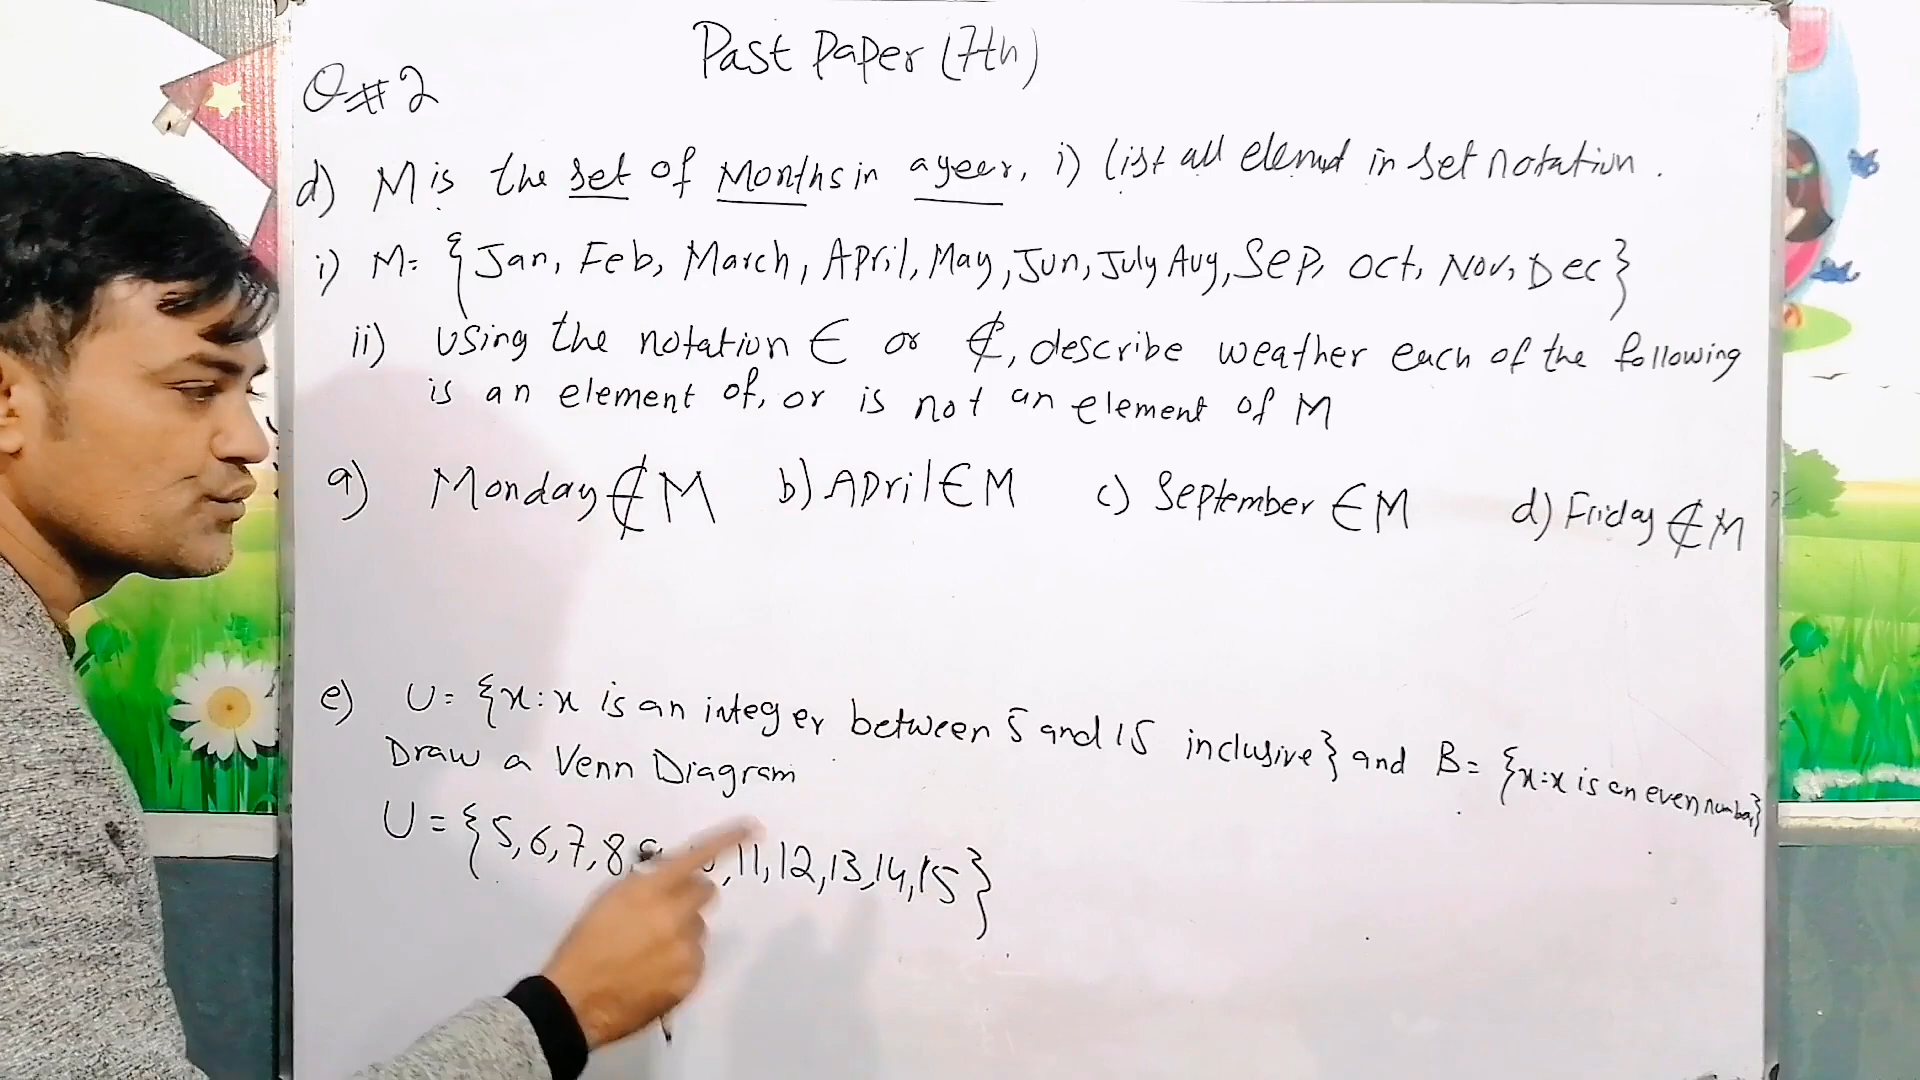 Past Paper (7th)
Q#2
d) M is the set of Months in a year, i) list all elemnt in set notation.
i) M= {Jan, Feb, March, April, May, Jun, July Aug, Sep, Oct, Nov, Dec}
ii) Using the notation ∈ or ∉, describe weather each of the following
is an element of, or is not an element of M
a) Monday ∉ M b) April ∈ M c) September ∈ M d) Friday ∉ M
e) U= {x:x is an integer between 5 and 15 inclusive} and B= {x:x is an even number}
Draw a Venn Diagram
U={5,6,7,8, ,11,12,13,14,15}